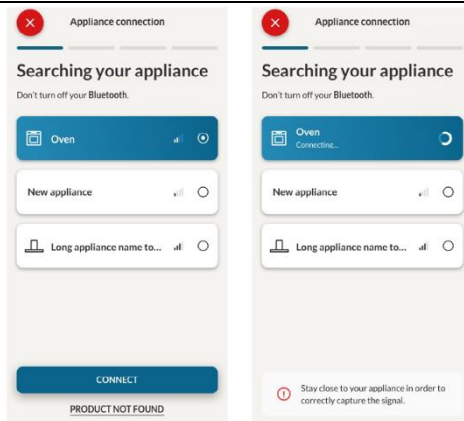 Appliance connection
Searching your appliance
Don't turn off your Bluetooth.
Oven
New appliance
Long appliance name to...
CONNECT
PRODUCT NOT FOUND
Appliance connection
Searching your appliance
Don't turn off your Bluetooth.
Oven
Connecting...
New appliance
Long appliance name to...
Stay close to your appliance in order to
correctly capture the signal.